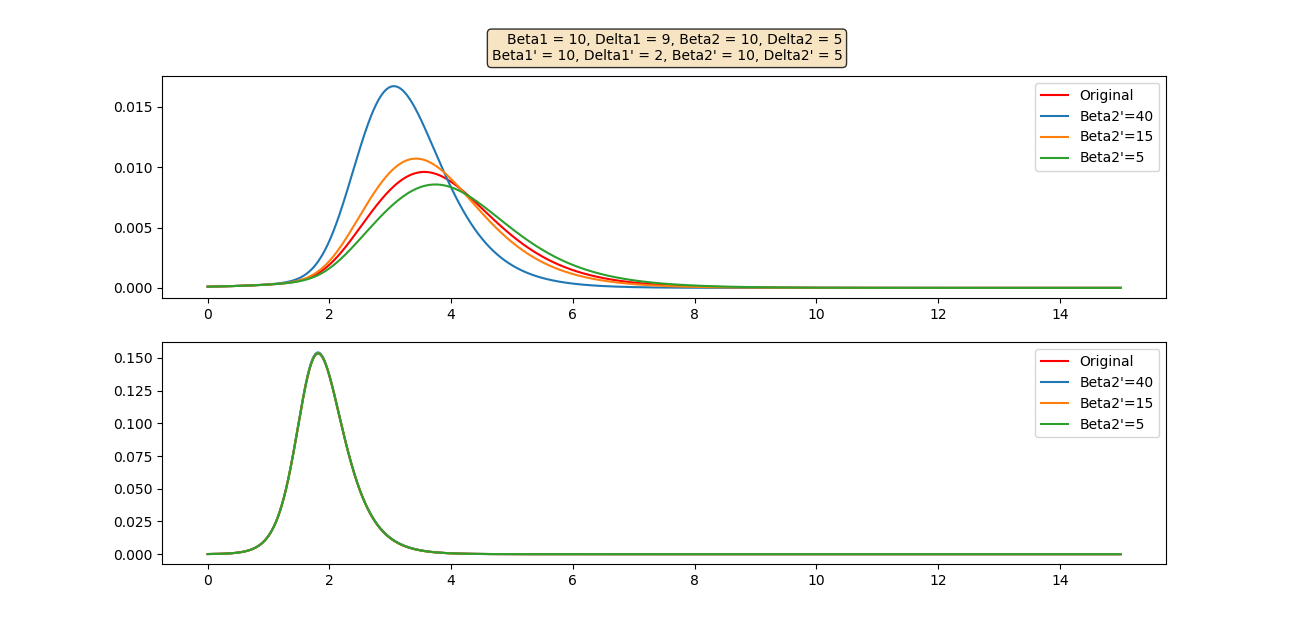 Beta1 = 10, Delta1 = 9, Beta2 = 10, Delta2 = 5
Beta1' = 10, Delta1' = 2, Beta2' = 10, Delta2' = 5
Original
Beta2'=40
Beta2'=15
Beta2'=5
0.015
0.010
0.005
0.000
0 2 4 6 8 10 12 14
Original
Beta2'=40
Beta2'=15
Beta2'=5
0.150
0.125
0.100
0.075
0.050
0.025
0.000
0 2 4 6 8 10 12 14